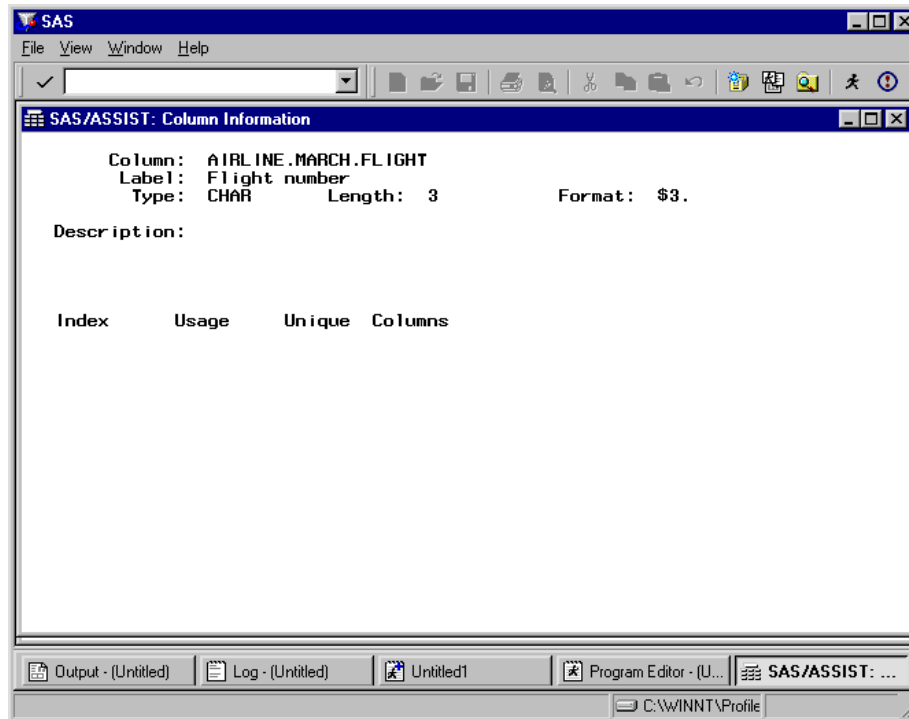 SAS
File View Window Help
SAS/ASSIST: Column Information
Column: AIRLINE.MARCH.FLIGHT
Label: Flight number
Type: CHAR Length: 3 Format: $3.
Description:
Index Usage Unique Columns
Output - (Untitled) Log - (Untitled) Untitled1 Program Editor - (U... SAS/ASSIST: ...
C:\WINNT\Profile